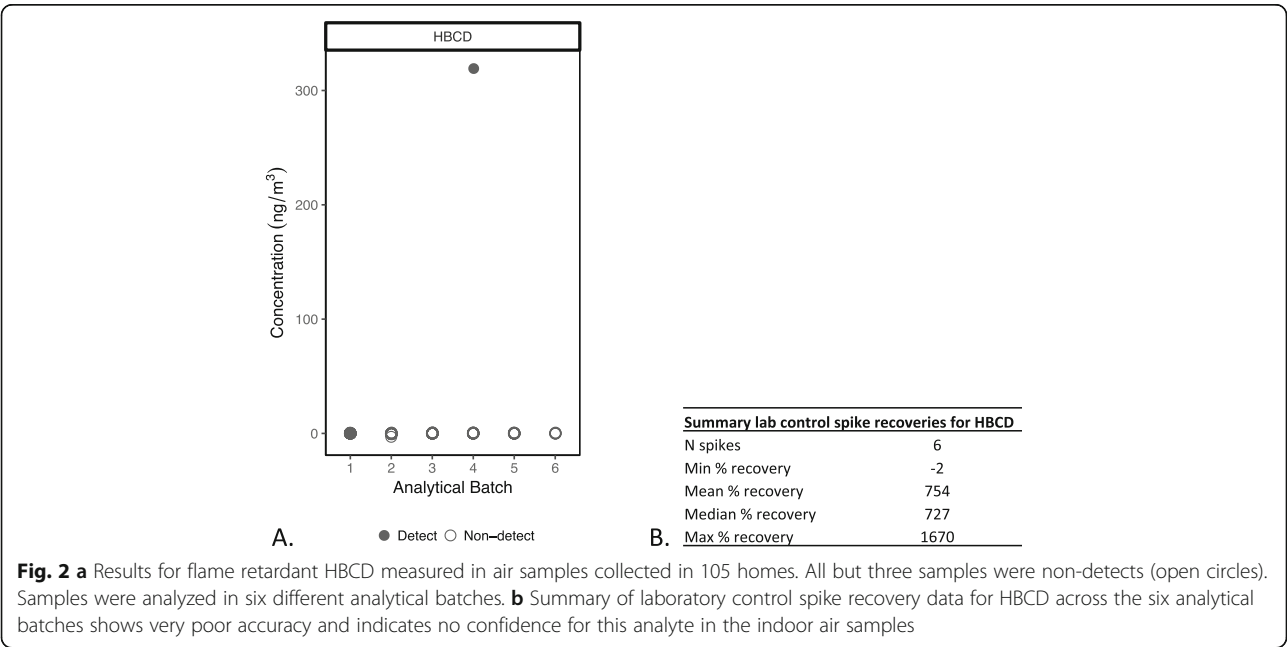 HBCD
300
200
100
0
Concentration (ng/m³)
1 2 3 4 5 6
Analytical Batch
Detect Non–detect
A.
Summary lab control spike recoveries for HBCD
N spikes 6
Min % recovery -2
Mean % recovery 754
Median % recovery 727
Max % recovery 1670
B.
Fig. 2 a Results for flame retardant HBCD measured in air samples collected in 105 homes. All but three samples were non-detects (open circles).
Samples were analyzed in six different analytical batches. b Summary of laboratory control spike recovery data for HBCD across the six analytical
batches shows very poor accuracy and indicates no confidence for this analyte in the indoor air samples